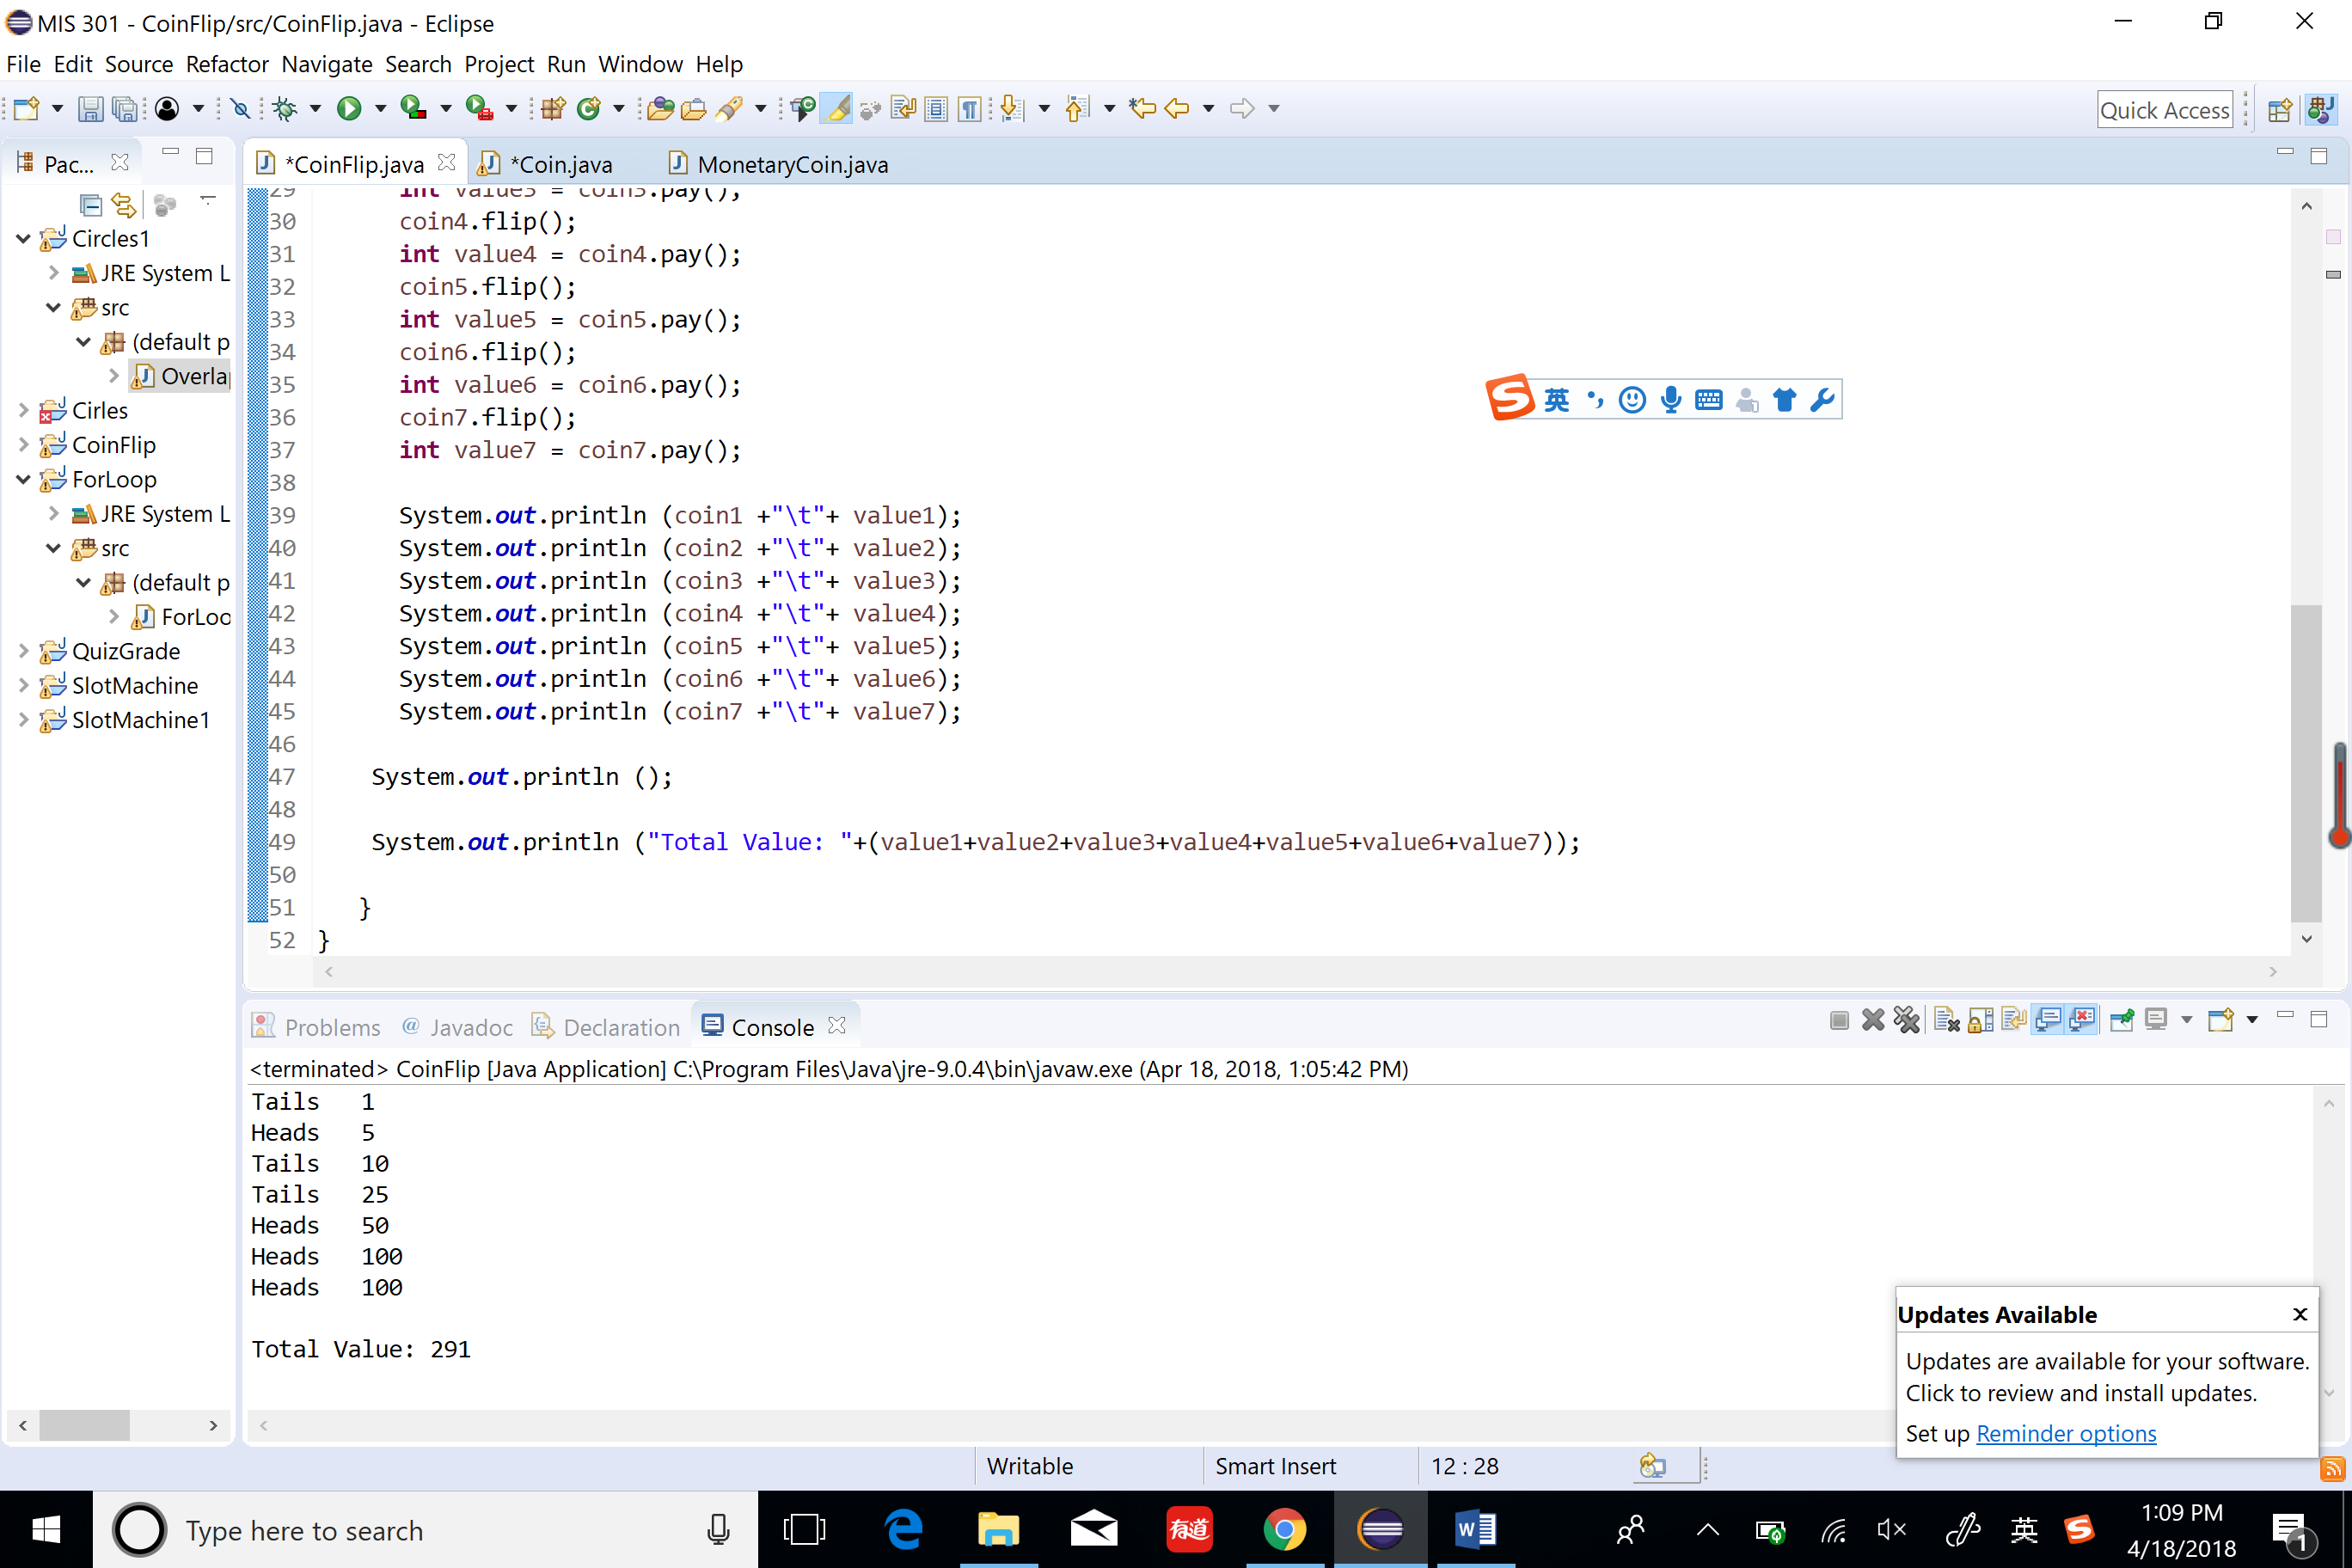 MIS 301 - CoinFlip/src/CoinFlip.java - Eclipse
File Edit Source Refactor Navigate Search Project Run Window Help
Quick Access
Pac...
*CoinFlip.java
*Coin.java
MonetaryCoin.java
Circles1
JRE System L
src
(default p
Overla
Cirles
CoinFlip
ForLoop
JRE System L
src
(default p
ForLoo
QuizGrade
SlotMachine
SlotMachine1
29 int value3 = coin3.pay();
30 coin4.flip();
31 int value4 = coin4.pay();
32 coin5.flip();
33 int value5 = coin5.pay();
34 coin6.flip();
35 int value6 = coin6.pay();
36 coin7.flip();
37 int value7 = coin7.pay();
38
39 System.out.println (coin1 +"\t"+ value1);
40 System.out.println (coin2 +"\t"+ value2);
41 System.out.println (coin3 +"\t"+ value3);
42 System.out.println (coin4 +"\t"+ value4);
43 System.out.println (coin5 +"\t"+ value5);
44 System.out.println (coin6 +"\t"+ value6);
45 System.out.println (coin7 +"\t"+ value7);
46
47 System.out.println ();
48
49 System.out.println ("Total Value: "+(value1+value2+value3+value4+value5+value6+value7));
50
51 }
52 }
S 英
Problems @ Javadoc Declaration Console
<terminated> CoinFlip [Java Application] C:\Program Files\Java\jre-9.0.4\bin\javaw.exe (Apr 18, 2018, 1:05:42 PM)
Tails 1
Heads 5
Tails 10
Tails 25
Heads 50
Heads 100
Heads 100
Total Value: 291
Updates Available
Updates are available for your software.
Click to review and install updates.
Set up Reminder options
Writable
Smart Insert
12 : 28
Type here to search
有道
W
英
S
1:09 PM
4/18/2018
1